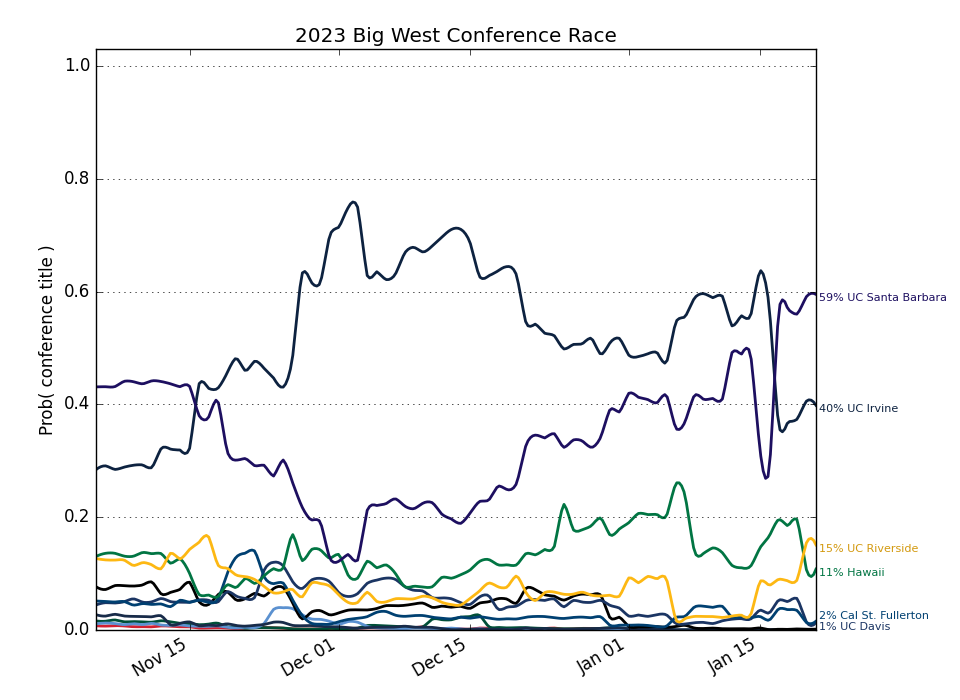 2023 Big West Conference Race
1.0
0.8
0.6
0.4
0.2
0.0
Prob( conference title )
Nov 15
Dec 01
Dec 15
Jan 01
Jan 15
59% UC Santa Barbara
40% UC Irvine
15% UC Riverside
11% Hawaii
2% Cal St. Fullerton
1% UC Davis